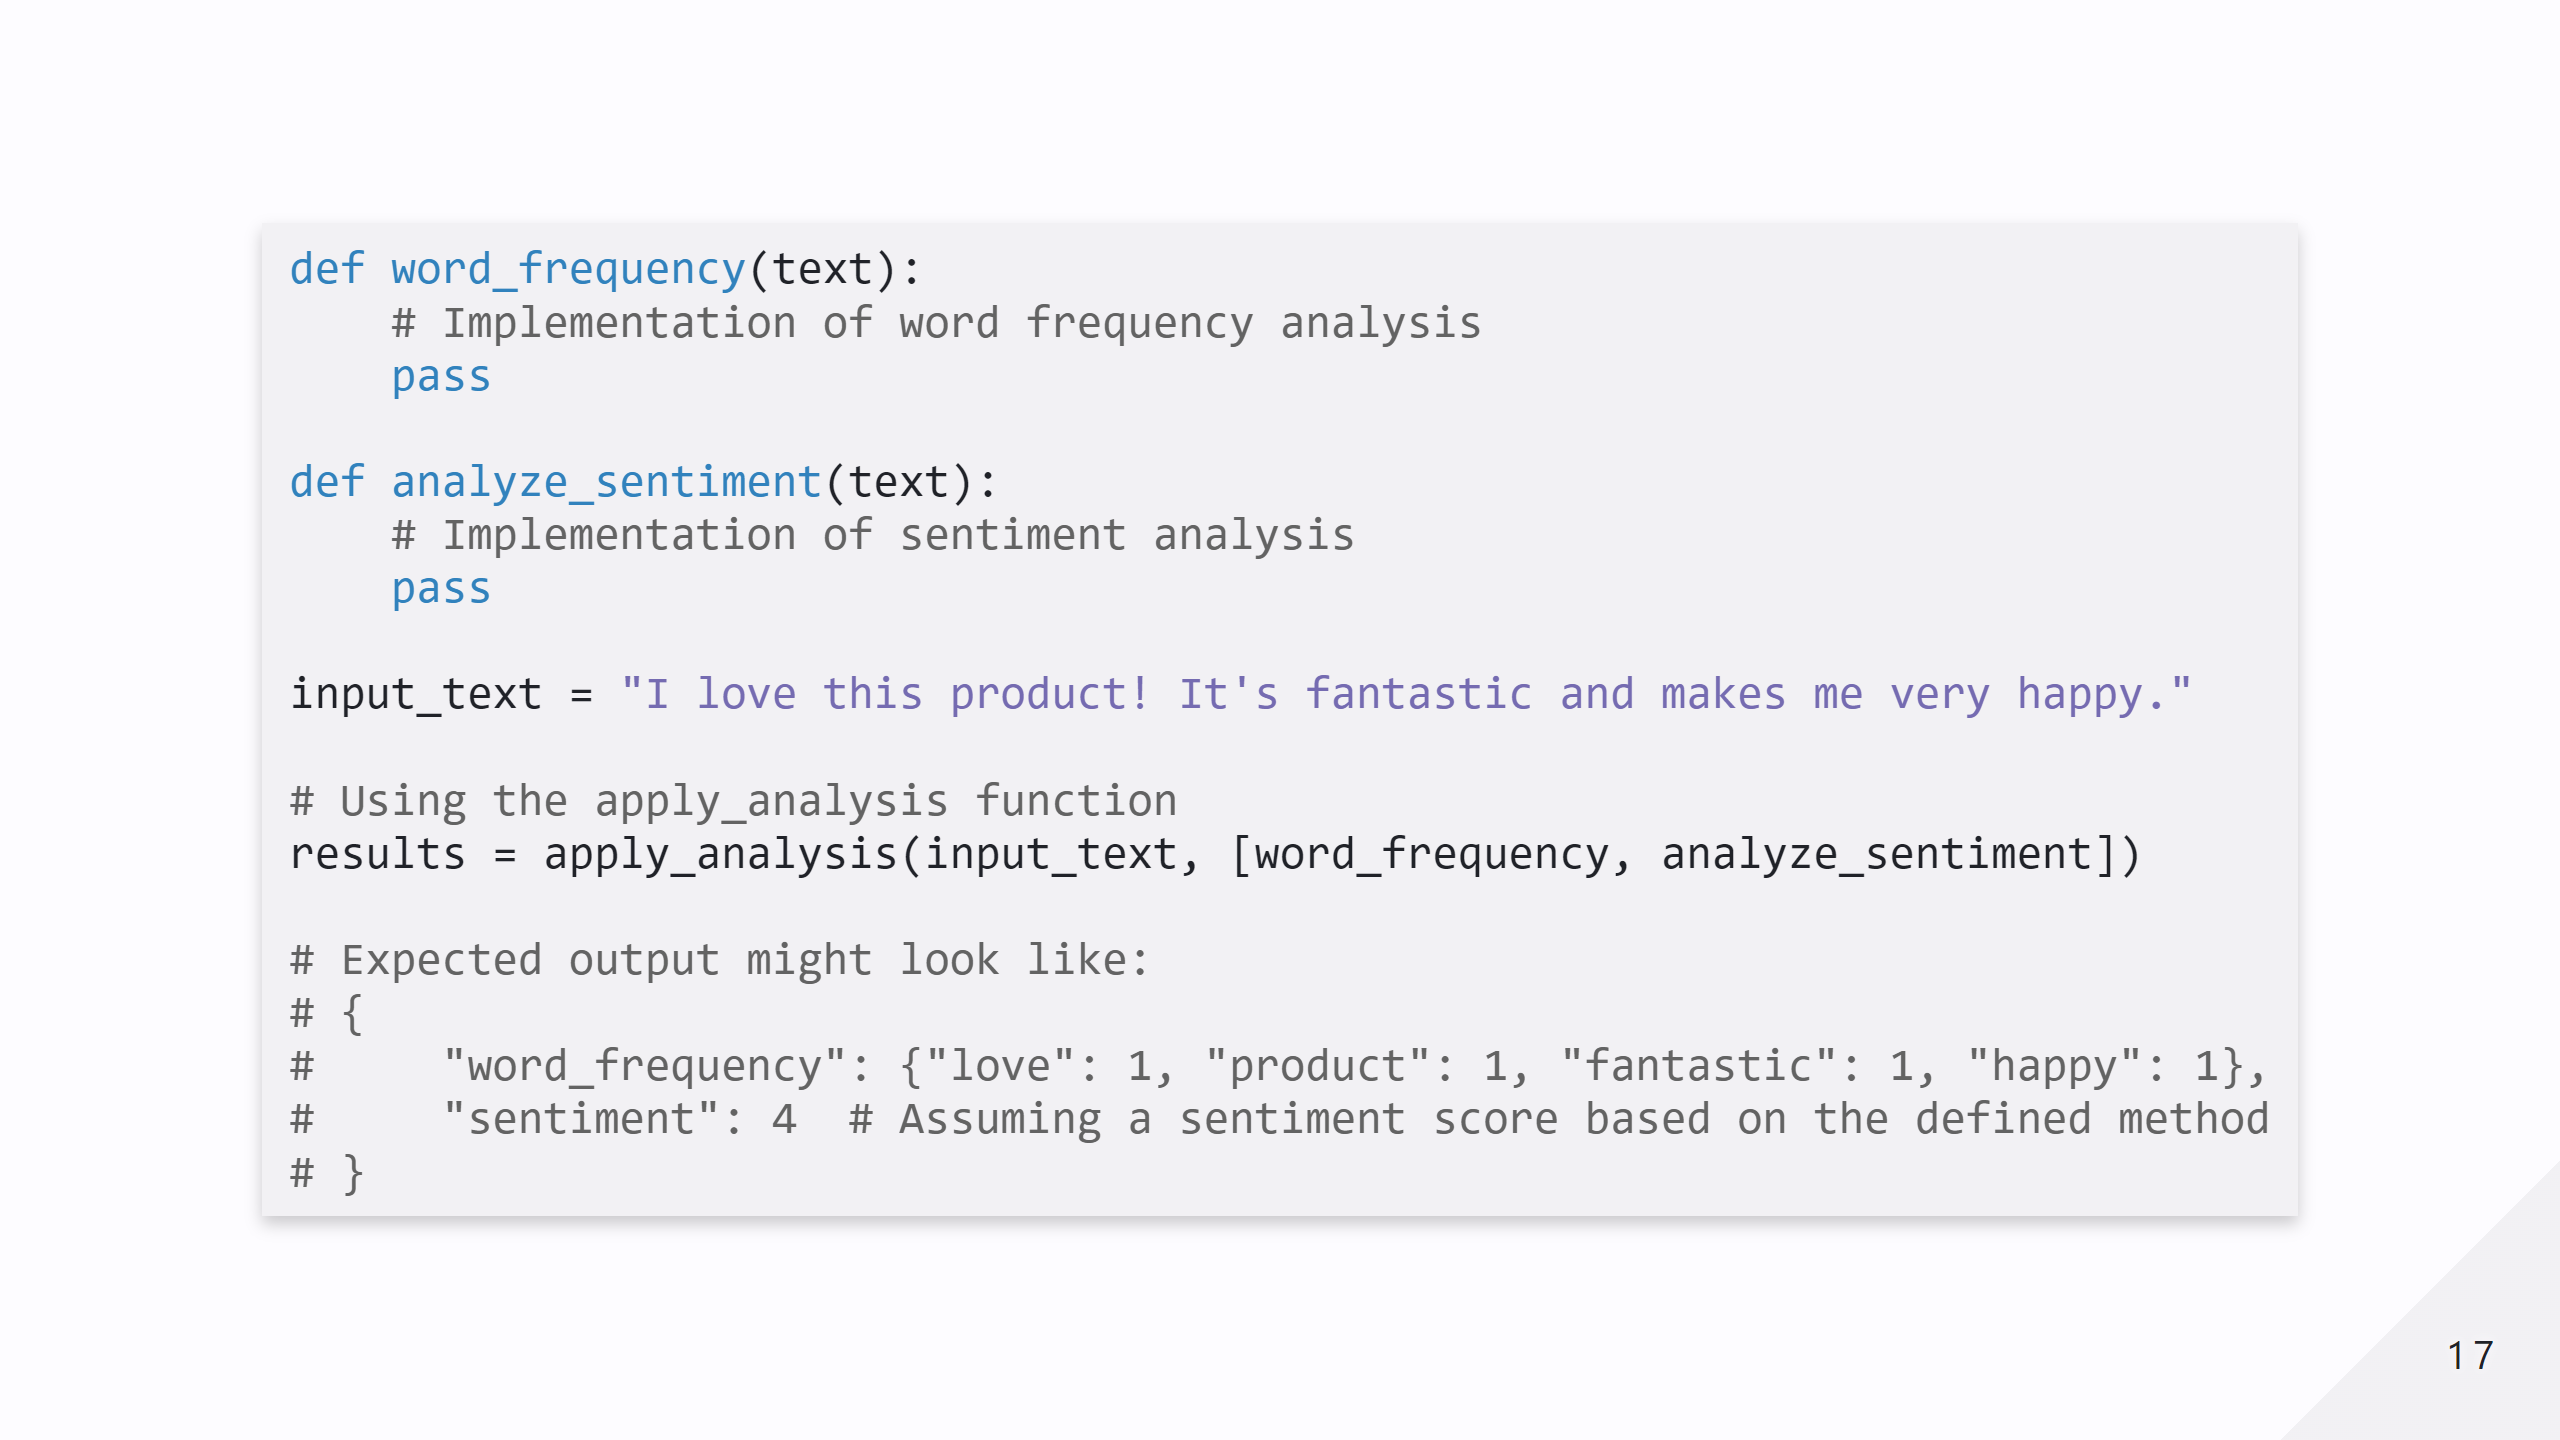 def word_frequency(text):
    # Implementation of word frequency analysis
    pass

def analyze_sentiment(text):
    # Implementation of sentiment analysis
    pass

input_text = "I love this product! It's fantastic and makes me very happy."

# Using the apply_analysis function
results = apply_analysis(input_text, [word_frequency, analyze_sentiment])

# Expected output might look like:
# {
#     "word_frequency": {"love": 1, "product": 1, "fantastic": 1, "happy": 1},
#     "sentiment": 4  # Assuming a sentiment score based on the defined method
# }
17